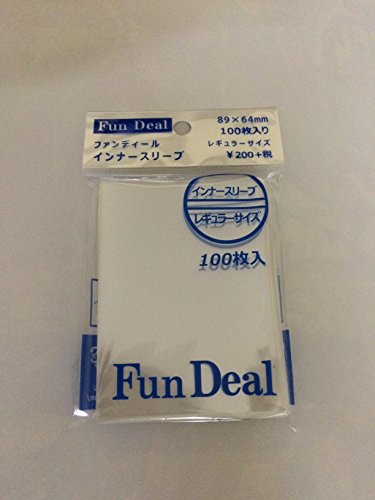 Fun Deal
ファンディール
インナースリーブ
89×64mm
100枚入り
レギュラーサイズ
¥200+税
インナースリーブ
レギュラーサイズ
100枚入
Fun Deal